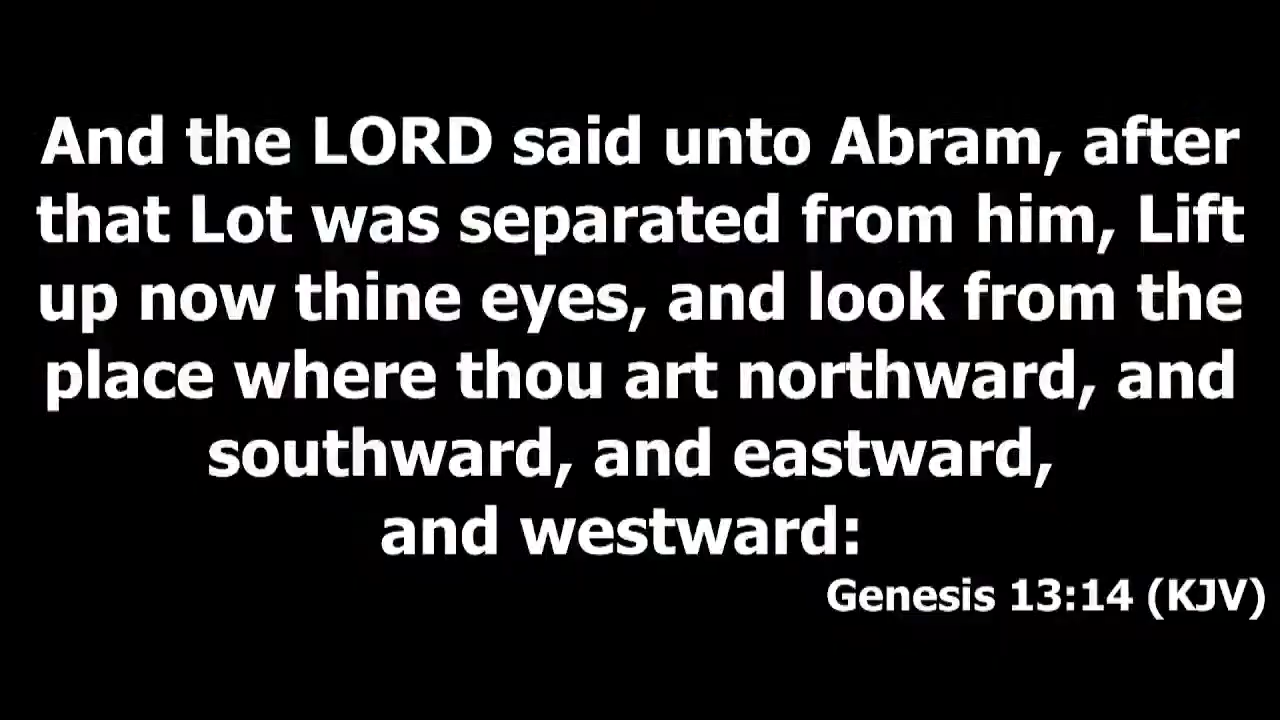 And the LORD said unto Abram, after
that Lot was separated from him, Lift
up now thine eyes, and look from the
place where thou art northward, and
southward, and eastward,
and westward:
Genesis 13:14 (KJV)